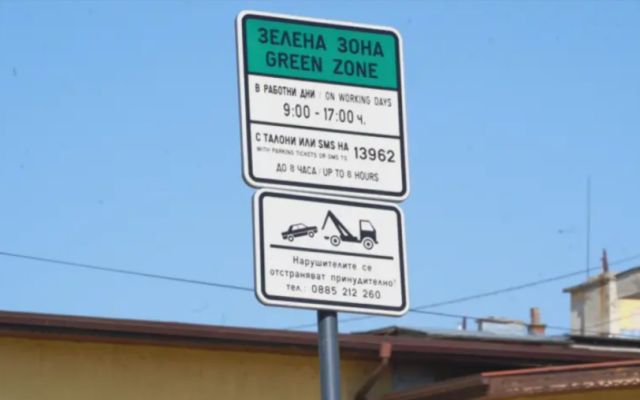 ЗЕЛЕНА ЗОНА
GREEN ZONE
В РАБОТНИ ДНИ / ON WORKING DAYS
9:00 - 17:00 ч.
С ТАЛОНИ ИЛИ SMS НА 13962
WITH PARKING TICKETS OR SMS TO
ДО 8 ЧАСА / UP TO 8 HOURS
Нарушителите се
отстраняват принудително!
тел.: 0885 212 260